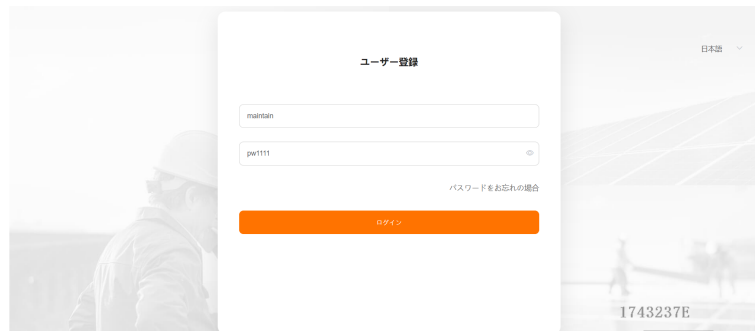 日本語
ユーザー登録
maintain
pw1111
パスワードをお忘れの場合
ログイン
1743237E